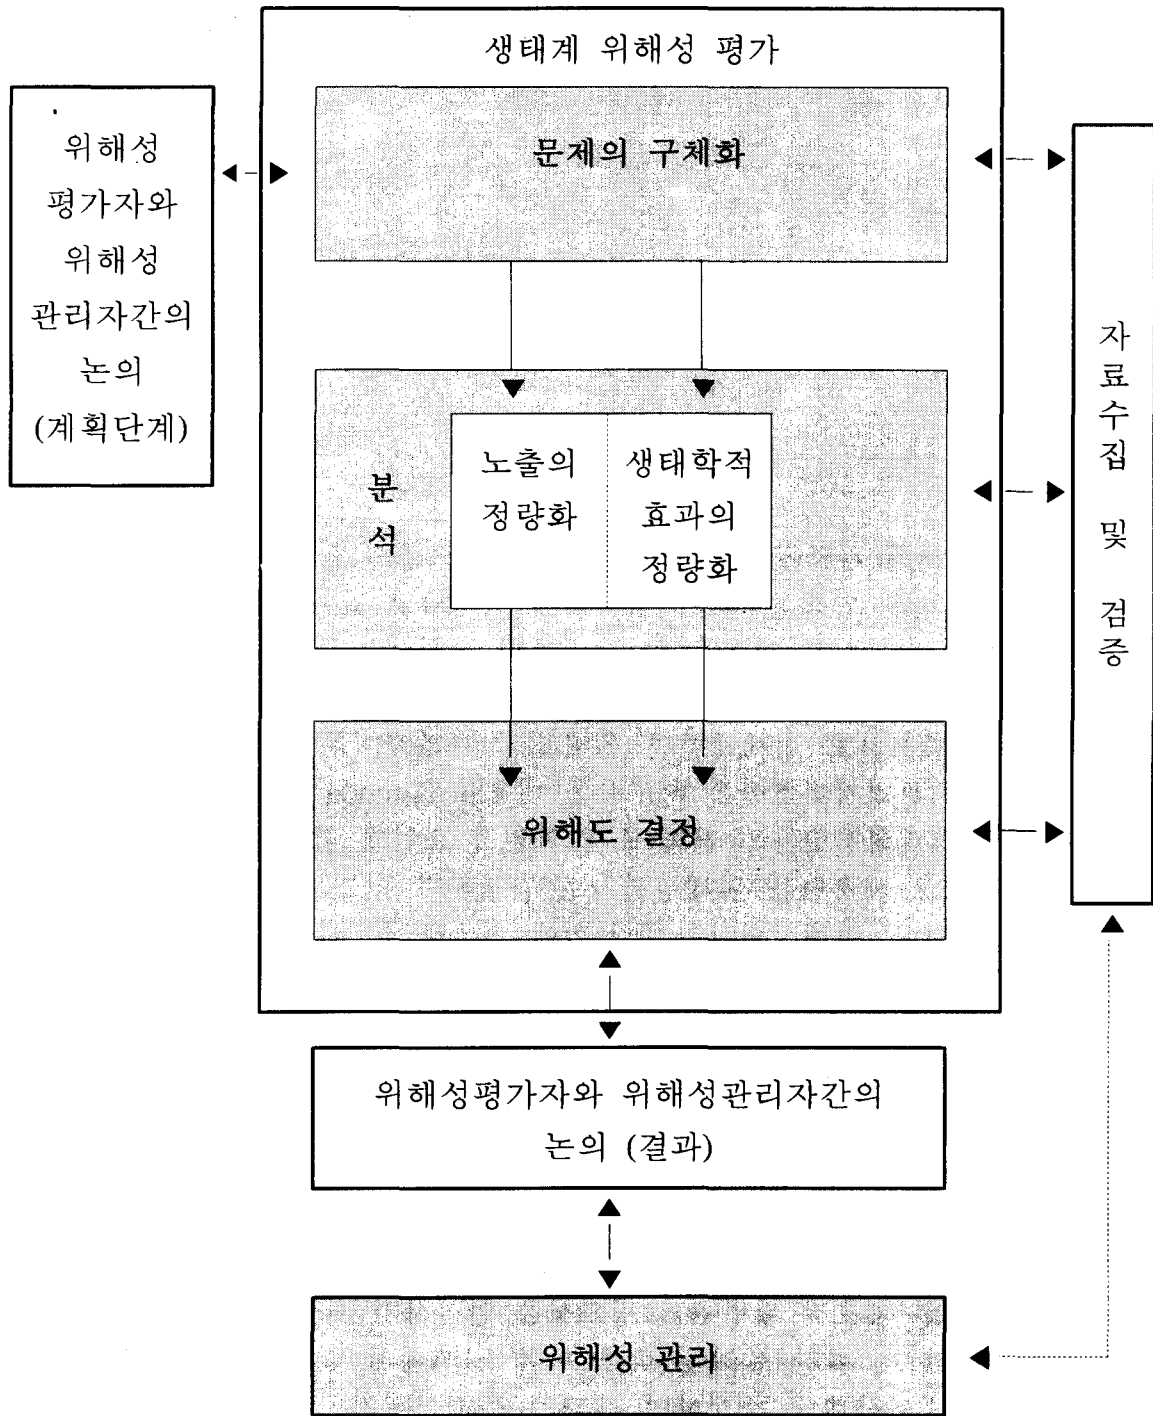 생태계 위해성 평가
위해성
평가자와
위해성
관리자간의
논의
(계획단계)
문제의 구체화
분
석
노출의
정량화
생태학적
효과의
정량화
위해도 결정
자
료
수
집
및
검
증
위해성평가자와 위해성관리자간의
논의 (결과)
위해성 관리